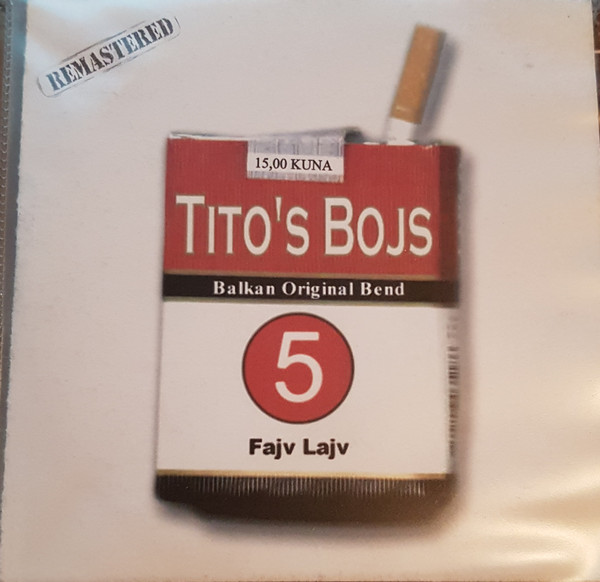 REMASTERED
15,00 KUNA
TITO'S BOJS
Balkan Original Bend
5
Fajv Lajv